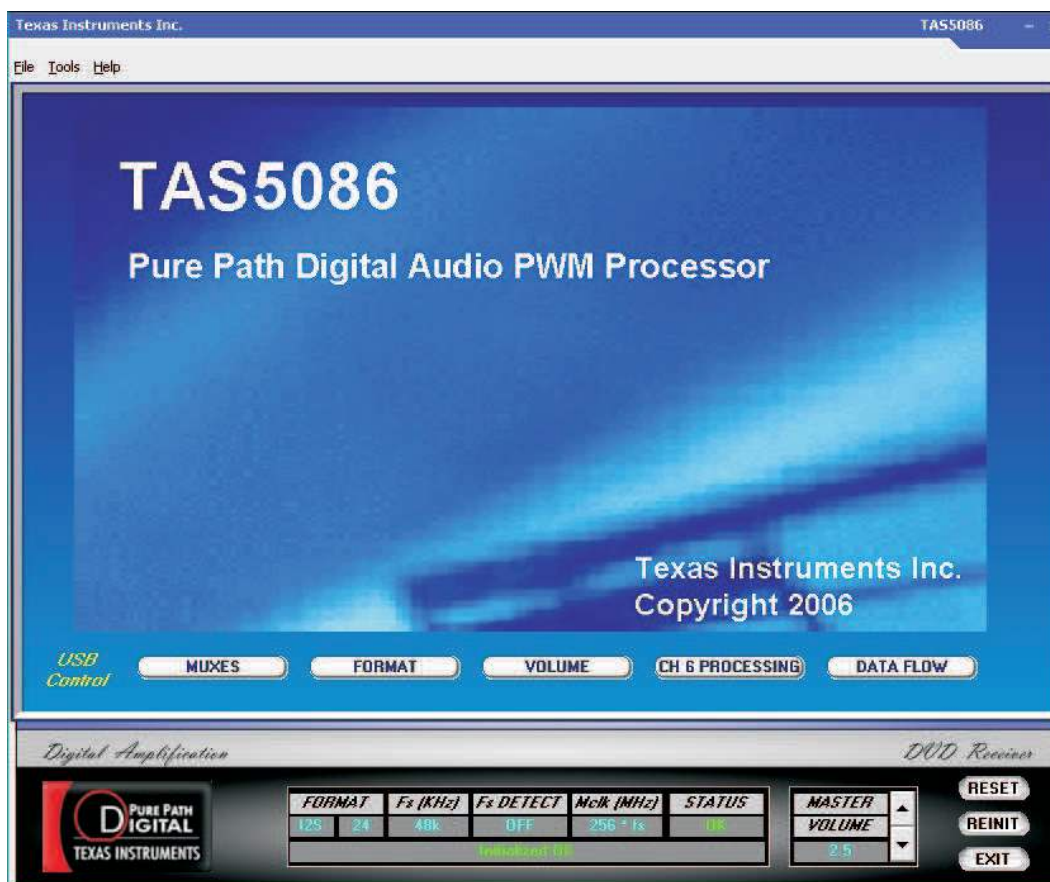 Texas Instruments Inc. TAS5086
File Tools Help
TAS5086
Pure Path Digital Audio PWM Processor
Texas Instruments Inc.
Copyright 2006
USB Control
MUXES FORMAT VOLUME CH 6 PROCESSING DATA FLOW
Digital Amplification DVD Receiver
PURE PATH
DIGITAL
TEXAS INSTRUMENTS
FORMAT Fs (KHz) Fs DETECT Mclk (MHz) STATUS
I2S 24 48k OFF 256 * fs OK
Initialized OK
MASTER
VOLUME
2.5
RESET
REINIT
EXIT